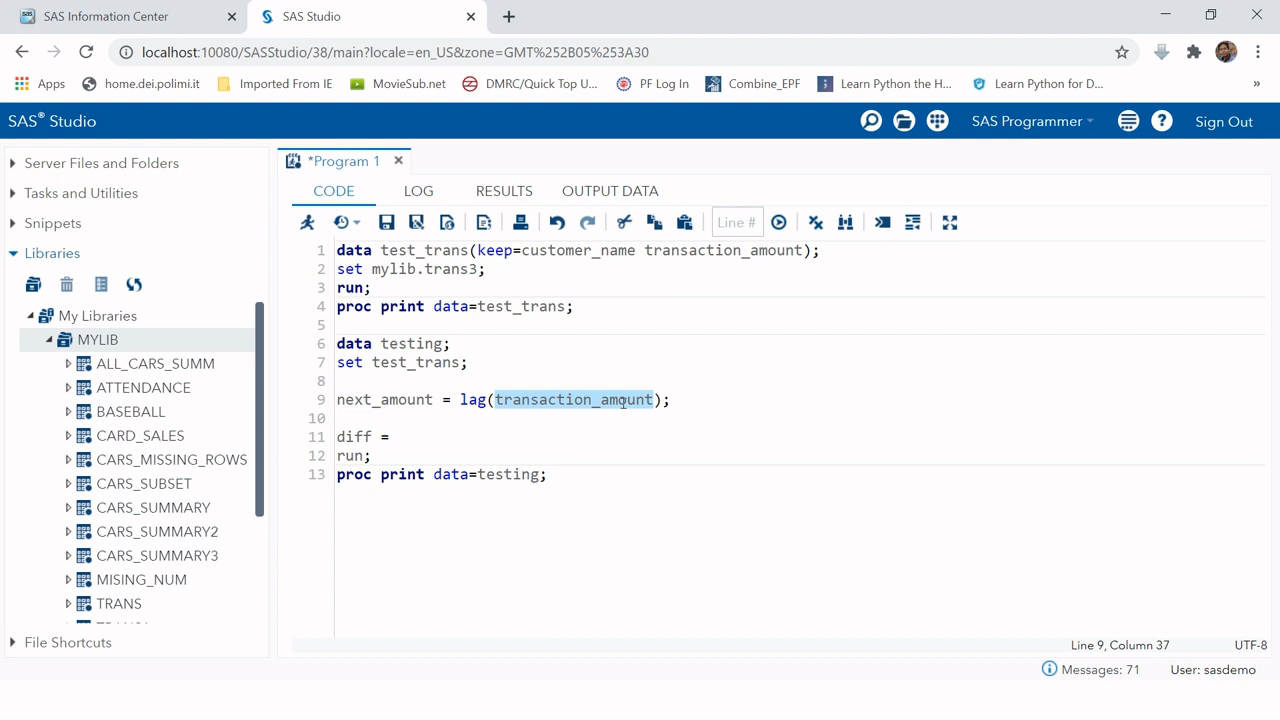 SAS Information Center
SAS Studio
localhost:10080/SASStudio/38/main?locale=en_US&zone=GMT%252B05%253A30
Apps
home.dei.polimi.it
Imported From IE
MovieSub.net
DMRC/Quick Top U...
PF Log In
Combine_EPF
Learn Python the H...
Learn Python for D...
»
SAS® Studio
SAS Programmer
Sign Out
Server Files and Folders
Tasks and Utilities
Snippets
Libraries
My Libraries
MYLIB
ALL_CARS_SUMM
ATTENDANCE
BASEBALL
CARD_SALES
CARS_MISSING_ROWS
CARS_SUBSET
CARS_SUMMARY
CARS_SUMMARY2
CARS_SUMMARY3
MISING_NUM
TRANS
File Shortcuts
*Program 1
CODE LOG RESULTS OUTPUT DATA
Line #
1 data test_trans(keep=customer_name transaction_amount);
2 set mylib.trans3;
3 run;
4 proc print data=test_trans;
5
6 data testing;
7 set test_trans;
8
9 next_amount = lag(transaction_amount);
10
11 diff =
12 run;
13 proc print data=testing;
Line 9, Column 37
UTF-8
Messages: 71
User: sasdemo